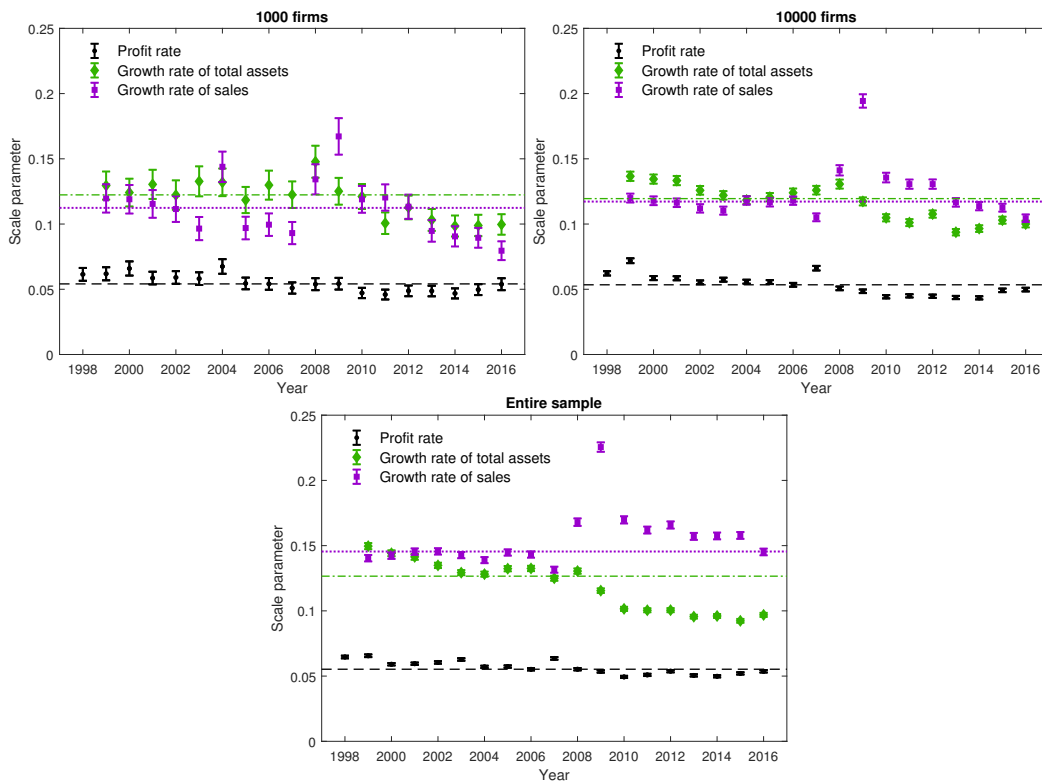 1000 firms
0.25
0.2
0.15
0.1
0.05
0
Scale parameter
Profit rate
Growth rate of total assets
Growth rate of sales
1998 2000 2002 2004 2006 2008 2010 2012 2014 2016
Year
10000 firms
0.25
0.2
0.15
0.1
0.05
0
Scale parameter
Profit rate
Growth rate of total assets
Growth rate of sales
1998 2000 2002 2004 2006 2008 2010 2012 2014 2016
Year
Entire sample
0.25
0.2
0.15
0.1
0.05
0
Scale parameter
Profit rate
Growth rate of total assets
Growth rate of sales
1998 2000 2002 2004 2006 2008 2010 2012 2014 2016
Year